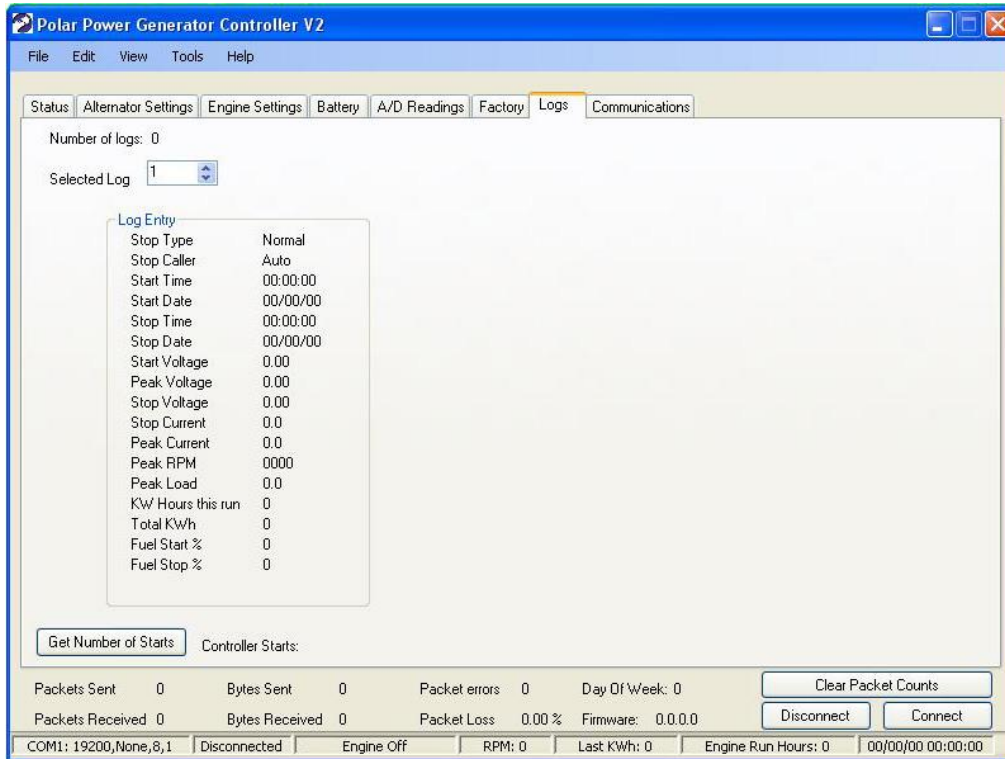 Polar Power Generator Controller V2
File Edit View Tools Help
Status Alternator Settings Engine Settings Battery A/D Readings Factory Logs Communications
Number of logs: 0
Selected Log 1
Log Entry
Stop Type Normal
Stop Caller Auto
Start Time 00:00:00
Start Date 00/00/00
Stop Time 00:00:00
Stop Date 00/00/00
Start Voltage 0.00
Peak Voltage 0.00
Stop Voltage 0.00
Stop Current 0.0
Peak Current 0.0
Peak RPM 0000
Peak Load 0.0
KW Hours this run 0
Total KWh 0
Fuel Start % 0
Fuel Stop % 0
Get Number of Starts Controller Starts:
Packets Sent 0 Bytes Sent 0 Packet errors 0 Day Of Week: 0 Clear Packet Counts
Packets Received 0 Bytes Received 0 Packet Loss 0.00 % Firmware: 0.0.0.0 Disconnect Connect
COM1: 19200,None,8,1 Disconnected Engine Off RPM: 0 Last KWh: 0 Engine Run Hours: 0 00/00/00 00:00:00